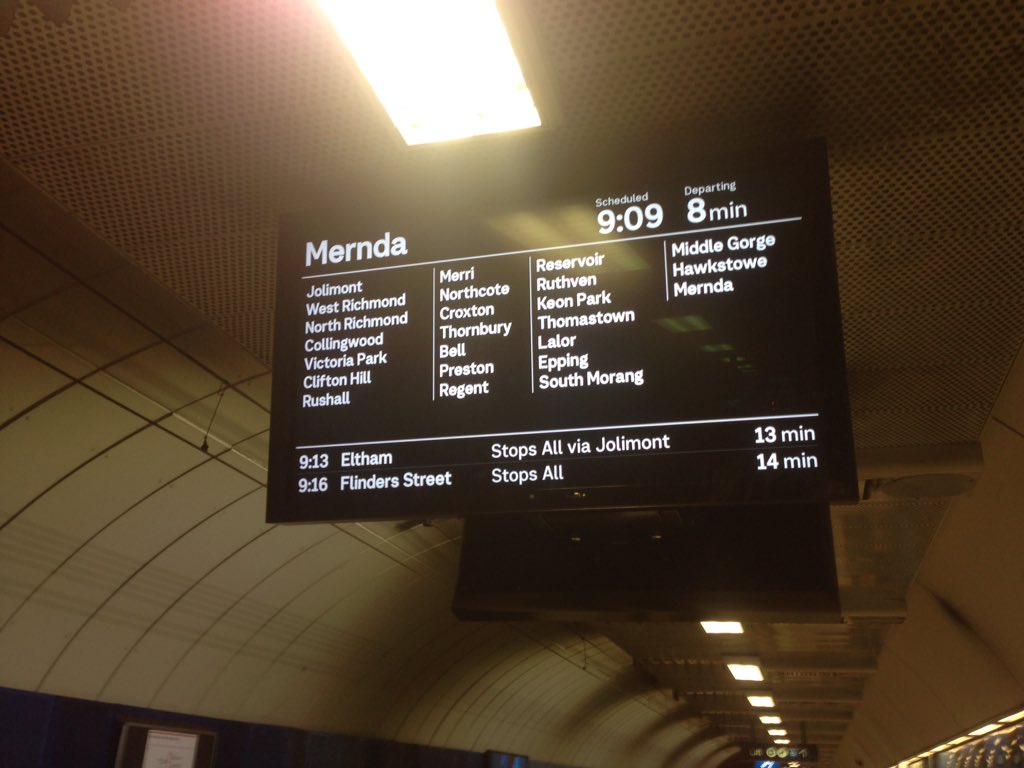 Mernda
Scheduled
9:09
Departing
8 min
Jolimont
West Richmond
North Richmond
Collingwood
Victoria Park
Clifton Hill
Rushall
Merri
Northcote
Croxton
Thornbury
Bell
Preston
Regent
Reservoir
Ruthven
Keon Park
Thomastown
Lalor
Epping
South Morang
Middle Gorge
Hawkstowe
Mernda
9:13 Eltham Stops All via Jolimont 13 min
9:16 Flinders Street Stops All 14 min